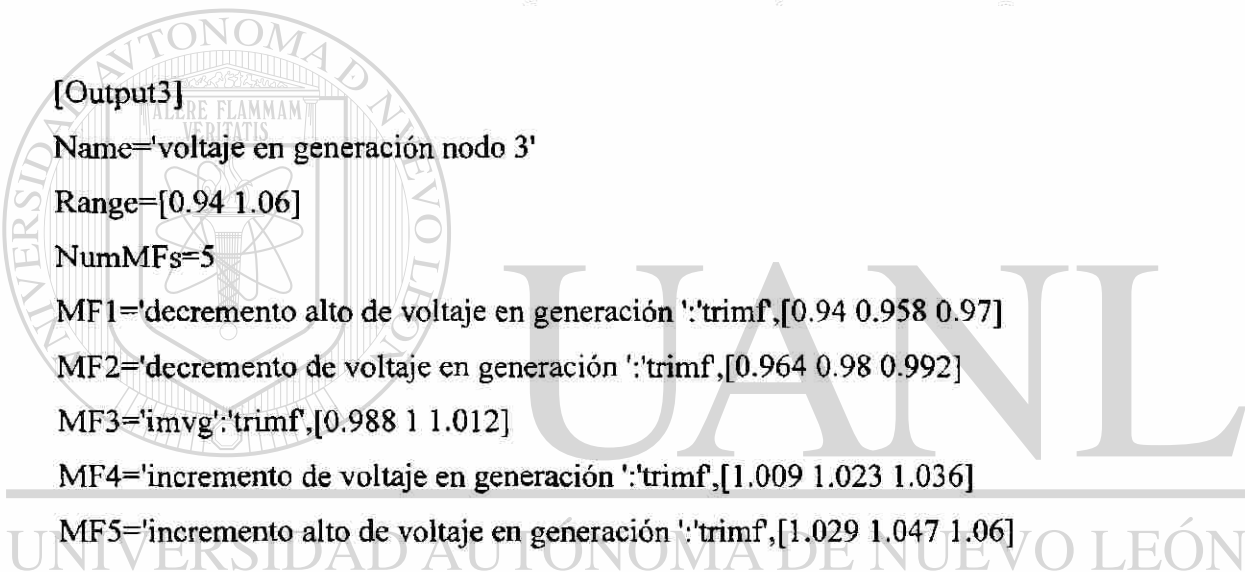 [Output3]
Name='voltaje en generación nodo 3'
Range=[0.94 1.06]
NumMFs=5
MF1='decremento alto de voltaje en generación ':'trimf',[0.94 0.958 0.97]
MF2='decremento de voltaje en generación ':'trimf',[0.964 0.98 0.992]
MF3='imvg':'trimf',[0.988 1 1.012]
MF4='incremento de voltaje en generación ':'trimf',[1.009 1.023 1.036]
MF5='incremento alto de voltaje en generación ':'trimf',[1.029 1.047 1.06]
UANL
UNIVERSIDAD AUTÓNOMA DE NUEVO LEÓN
ALERE FLAMMAM
VERITATIS